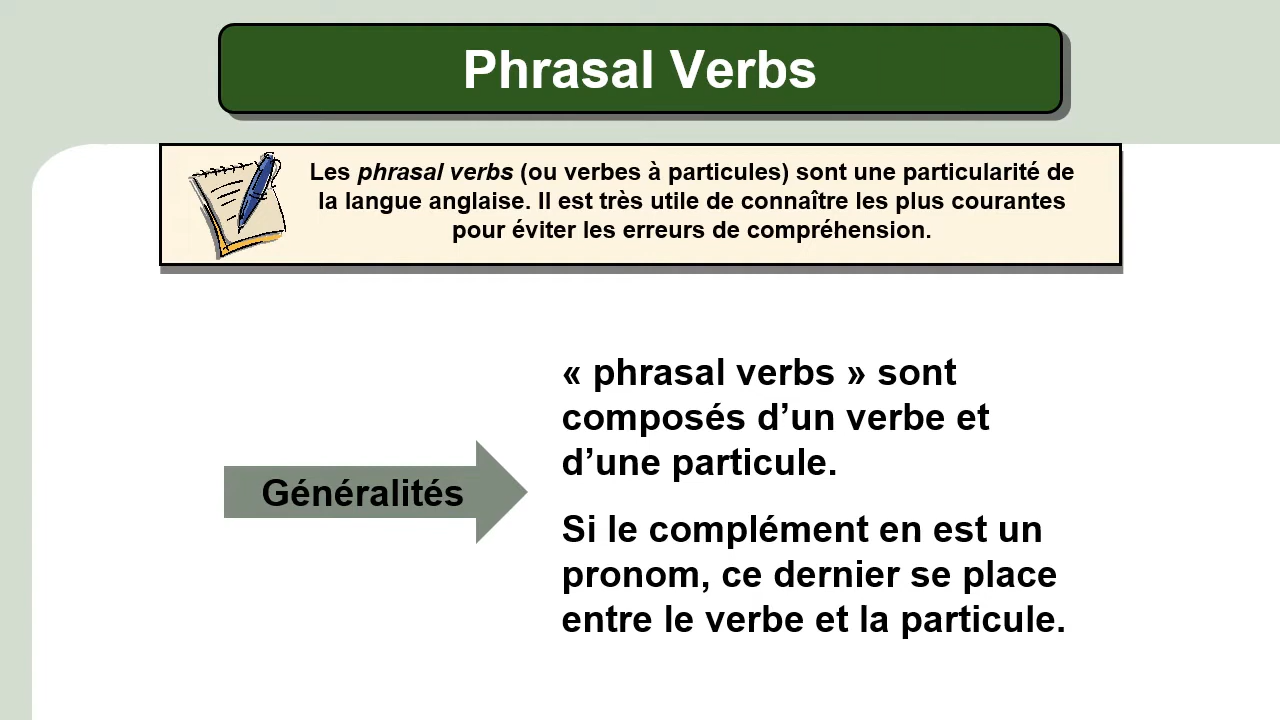 Phrasal Verbs
Les phrasal verbs (ou verbes à particules) sont une particularité de
la langue anglaise. Il est très utile de connaître les plus courantes
pour éviter les erreurs de compréhension.
Généralités
« phrasal verbs » sont
composés d’un verbe et
d’une particule.
Si le complément en est un
pronom, ce dernier se place
entre le verbe et la particule.